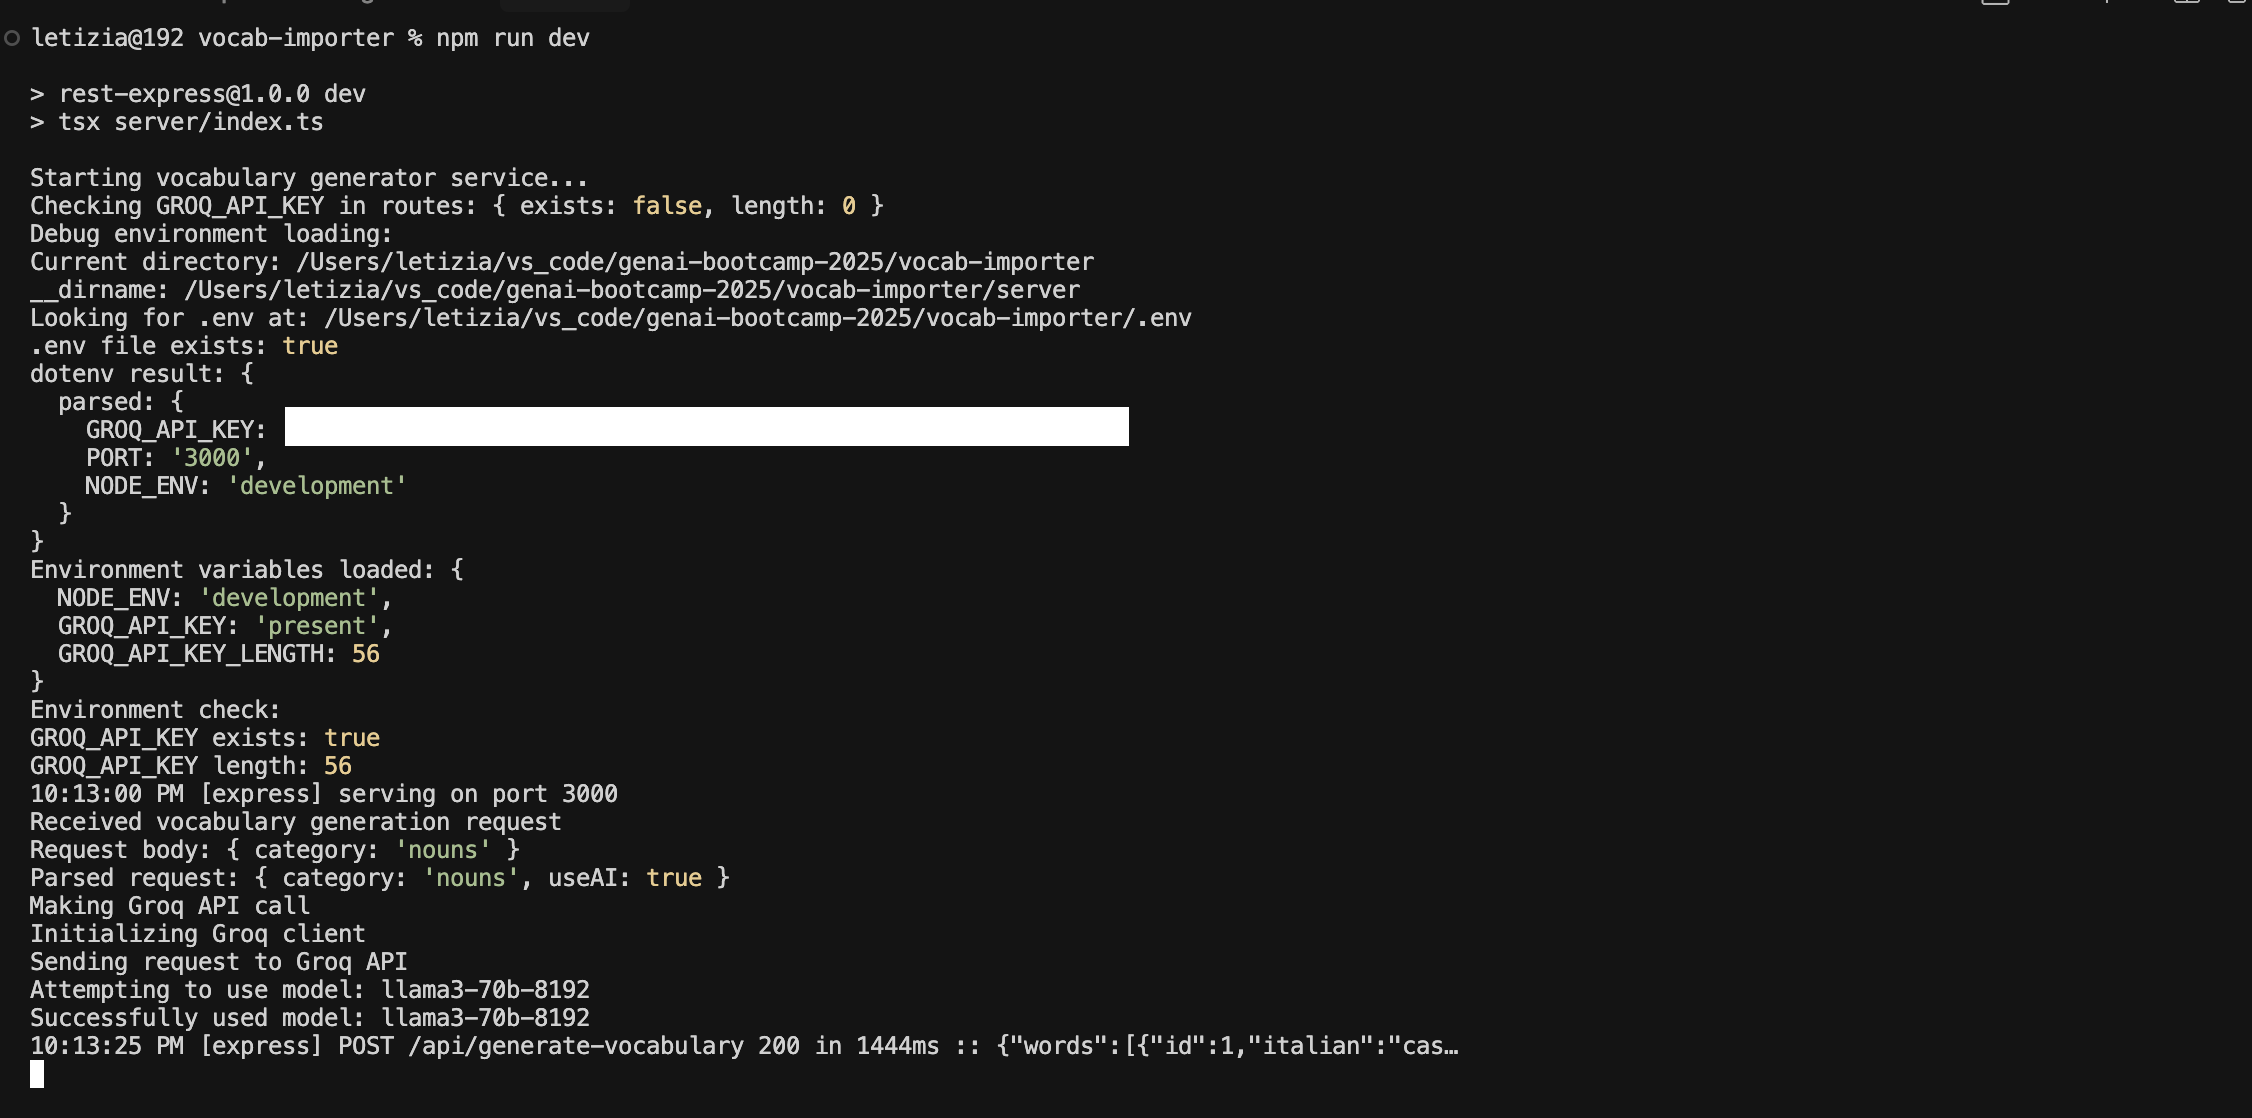 letizia@192 vocab-importer % npm run dev
> rest-express@1.0.0 dev
> tsx server/index.ts
Starting vocabulary generator service...
Checking GROQ_API_KEY in routes: { exists: false, length: 0 }
Debug environment loading:
Current directory: /Users/letizia/vs_code/genai-bootcamp-2025/vocab-importer
__dirname: /Users/letizia/vs_code/genai-bootcamp-2025/vocab-importer/server
Looking for .env at: /Users/letizia/vs_code/genai-bootcamp-2025/vocab-importer/.env
.env file exists: true
dotenv result: {
  parsed: {
    GROQ_API_KEY:
    PORT: '3000',
    NODE_ENV: 'development'
  }
}
Environment variables loaded: {
  NODE_ENV: 'development',
  GROQ_API_KEY: 'present',
  GROQ_API_KEY_LENGTH: 56
}
Environment check:
GROQ_API_KEY exists: true
GROQ_API_KEY length: 56
10:13:00 PM [express] serving on port 3000
Received vocabulary generation request
Request body: { category: 'nouns' }
Parsed request: { category: 'nouns', useAI: true }
Making Groq API call
Initializing Groq client
Sending request to Groq API
Attempting to use model: llama3-70b-8192
Successfully used model: llama3-70b-8192
10:13:25 PM [express] POST /api/generate-vocabulary 200 in 1444ms :: {"words":[{"id":1,"italian":"cas…